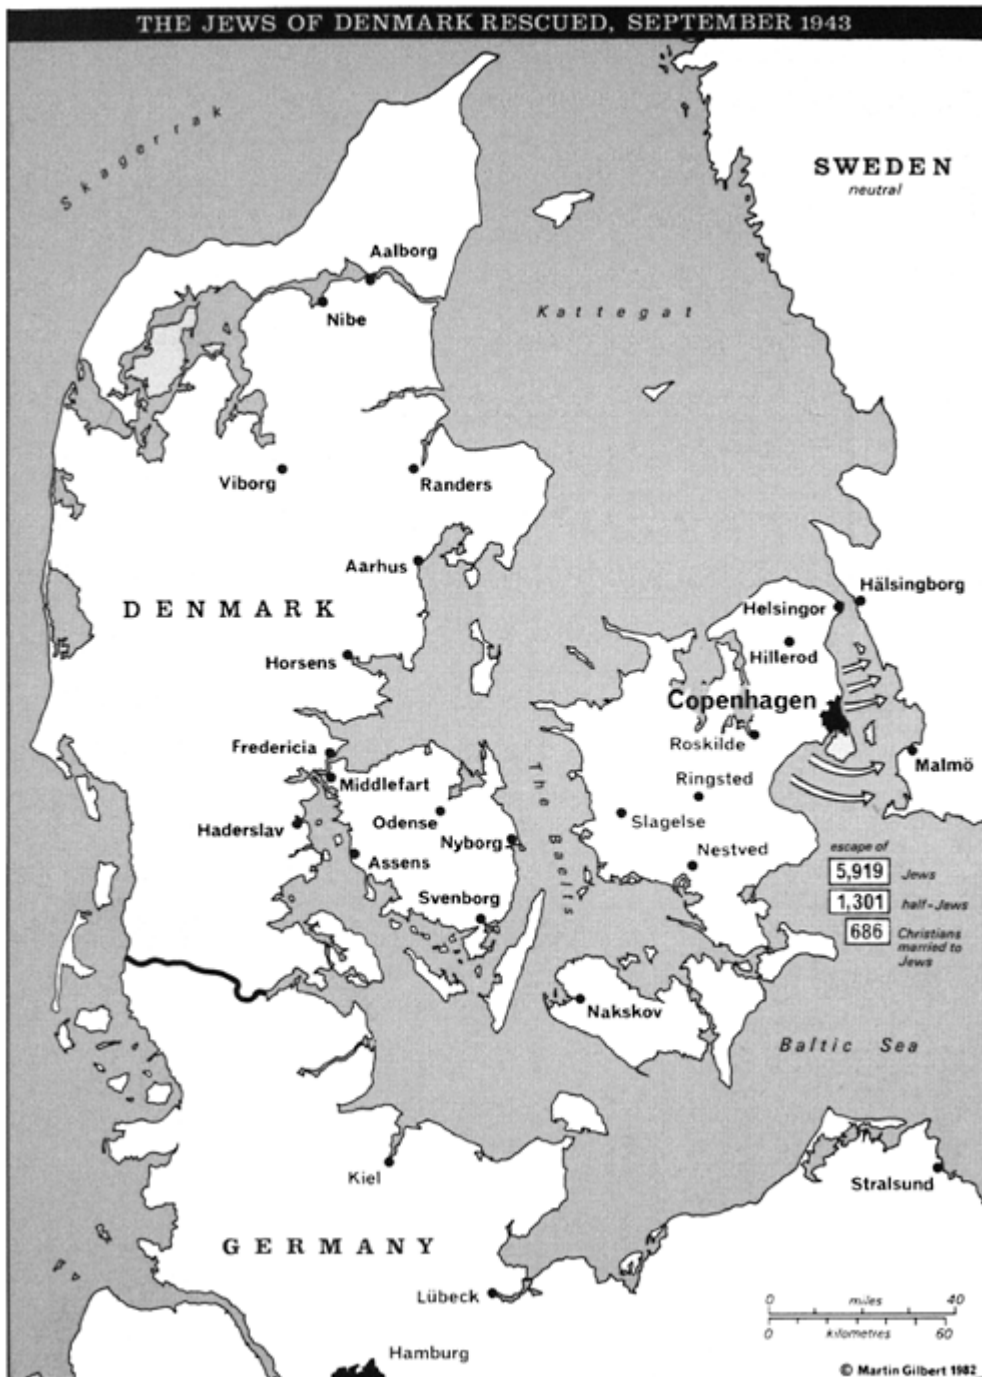 THE JEWS OF DENMARK RESCUED, SEPTEMBER 1943
Skagerrak
SWEDEN
neutral
Aalborg
Nibe
Kattegat
Viborg
Randers
Aarhus
Hälsingborg
Helsingor
DENMARK
Hillerod
Horsens
Copenhagen
Roskilde
Fredericia
Malmö
Middlefart
Ringsted
The Baelts
Odense
Slagelse
Haderslav
Nyborg
Assens
Nestved
escape of
5,919 Jews
1,301 half-Jews
686 Christians
married to
Jews
Svenborg
Nakskov
Baltic Sea
Kiel
Stralsund
GERMANY
Lübeck
0 miles 40
0 kilometres 60
Hamburg
© Martin Gilbert 1982